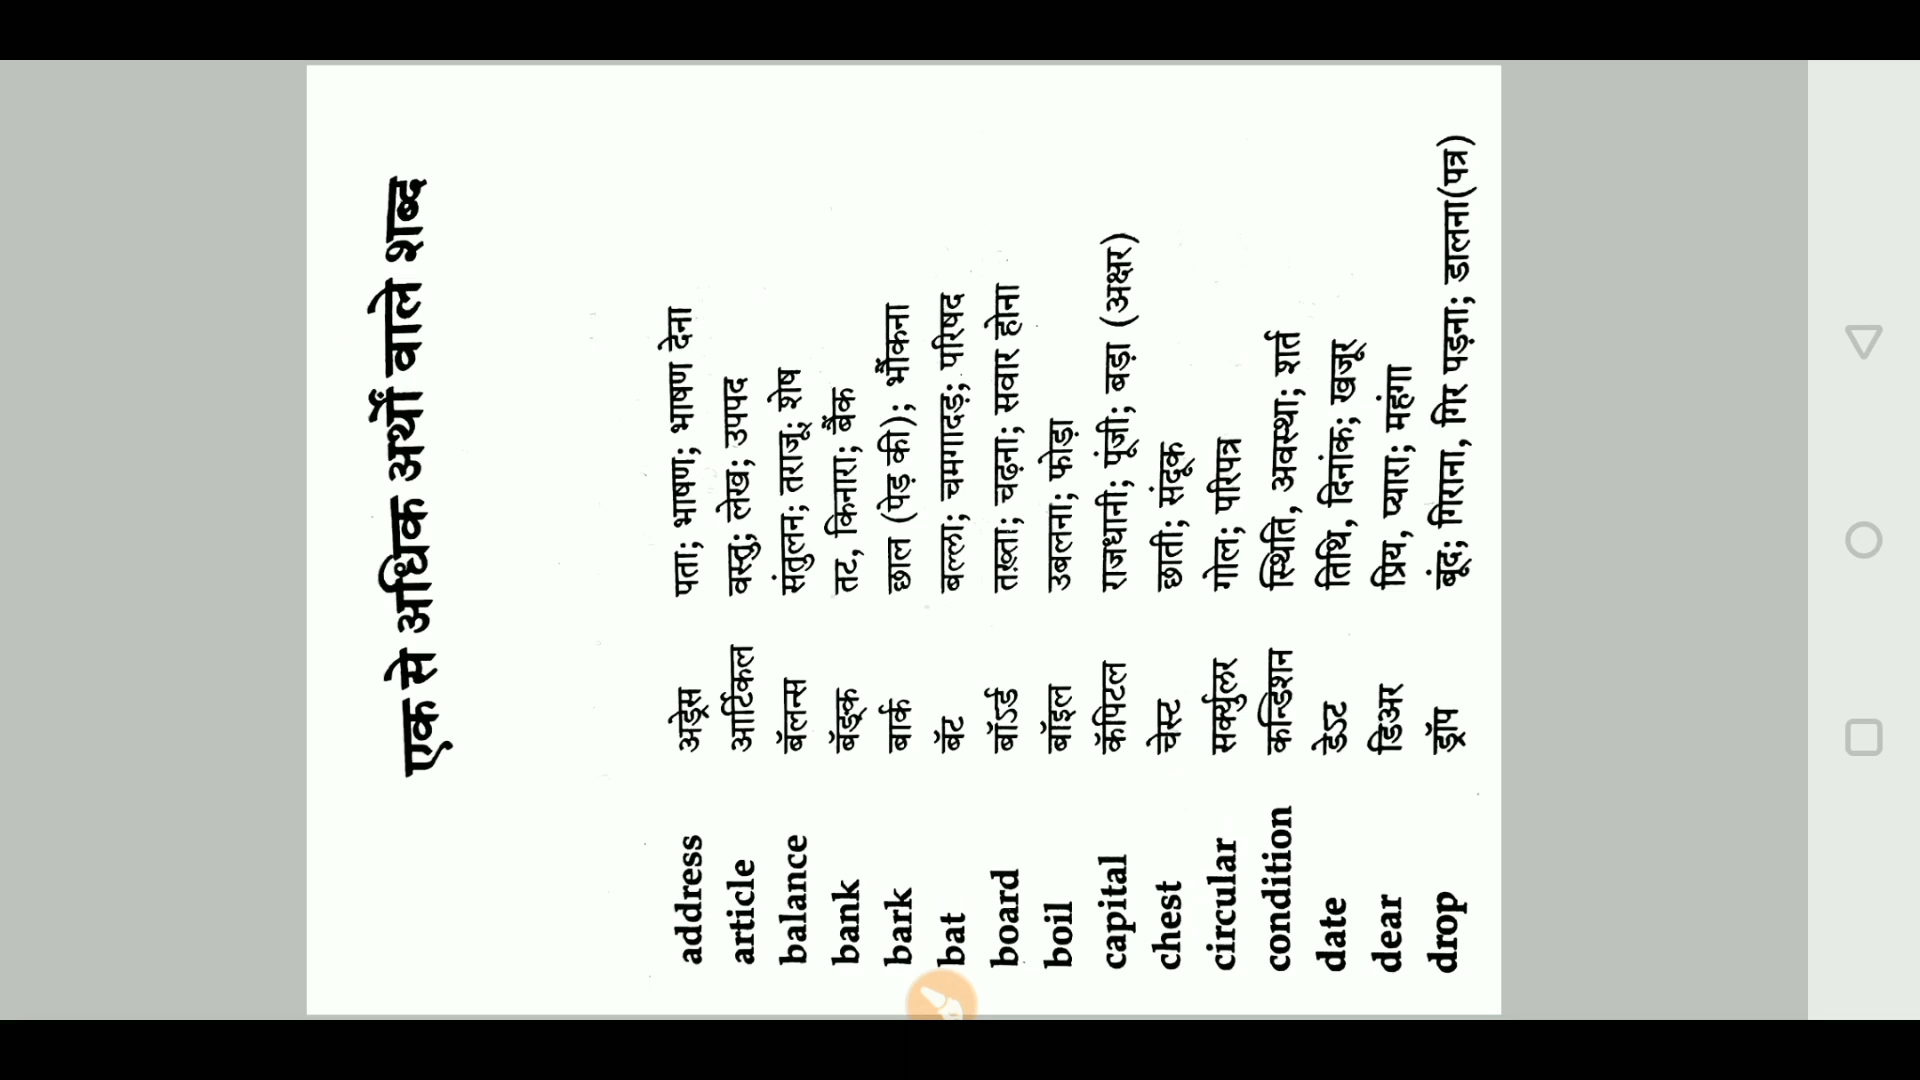 एक से अधिक अर्थों वाले शब्द
address अड्रेस पता; भाषण; भाषण देना
article आर्टिकल वस्तु; लेख; उपपद
balance बॅलन्स संतुलन; तराजू; शेष
bank बॅङ्क तट, किनारा; बैंक
bark बार्क छाल (पेड़ की); भौंकना
bat बॅट बल्ला; चमगादड़; परिषद
board बॉऽर्ड तख़्ता; चढ़ना; सवार होना
boil बॉइल उबलना; फोड़ा
capital कॅपिटल राजधानी; पूंजी; बड़ा (अक्षर)
chest चेस्ट छाती; संदूक
circular सर्क्युलर गोल; परिपत्र
condition कन्डिशन स्थिति, अवस्था; शर्त
date डेऽट तिथि, दिनांक; खजूर
dear डिअर प्रिय, प्यारा; महंगा
drop ड्रॉप बूंद; गिराना, गिर पड़ना; डालना(पत्र)